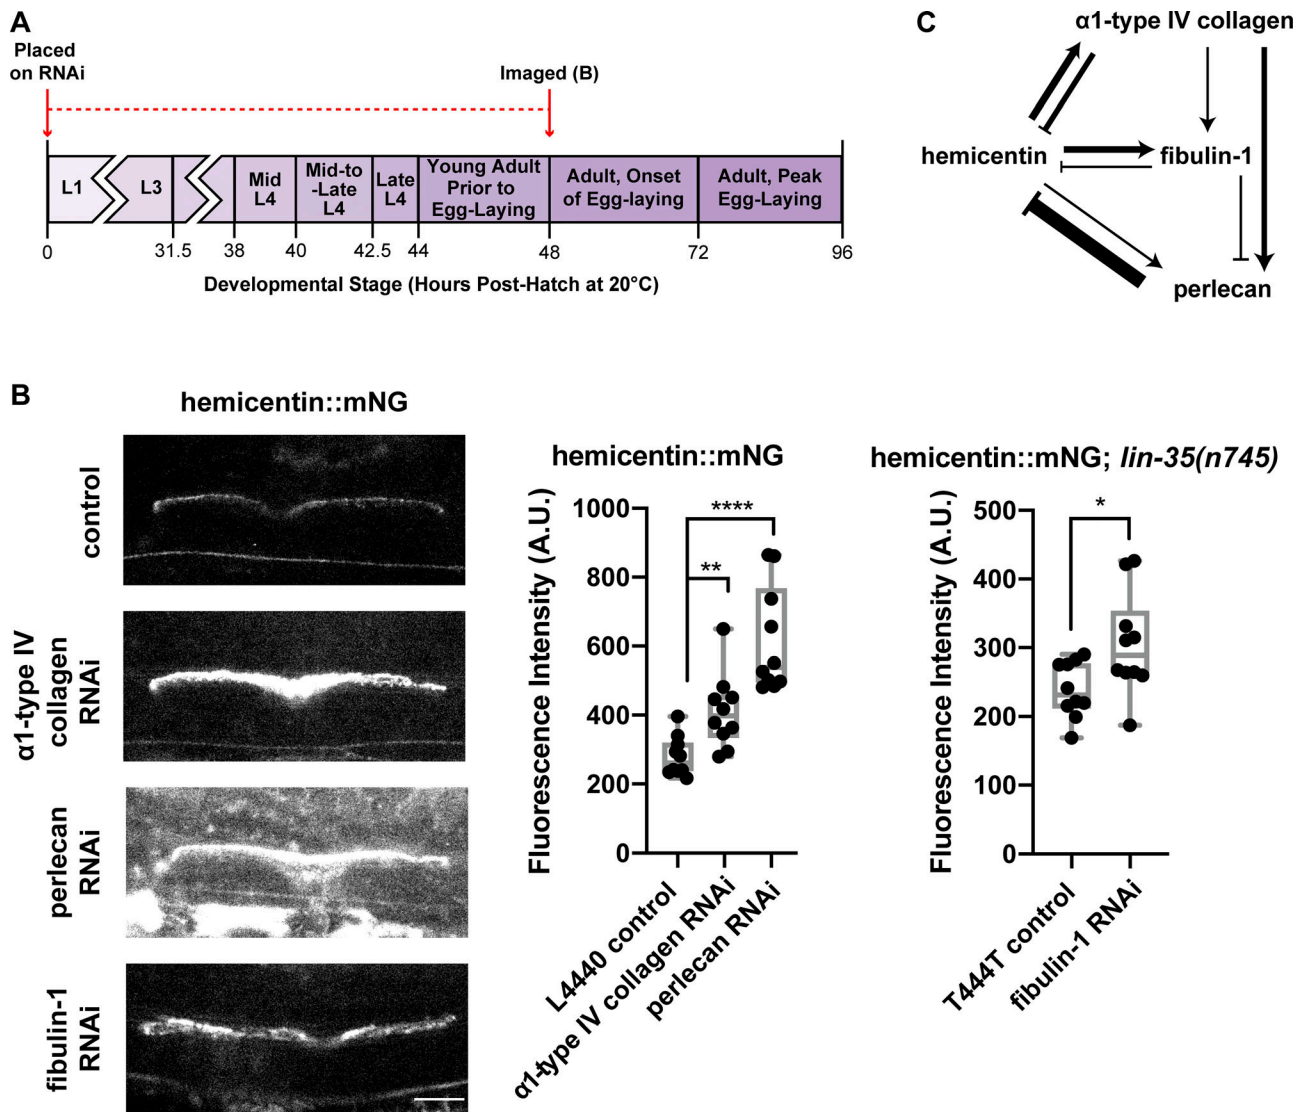 A
Placed
on RNAi
Imaged (B)
L1
L3
Mid
L4
Mid-to
-Late
L4
Late
L4
Young Adult
Prior to
Egg-Laying
Adult, Onset
of Egg-laying
Adult, Peak
Egg-Laying
0
31.5
38
40
42.5
44
48
72
96
Developmental Stage (Hours Post-Hatch at 20°C)
C
α1-type IV collagen
hemicentin
fibulin-1
perlecan
B
hemicentin::mNG
control
α1-type IV
collagen
RNAi
perlecan
RNAi
fibulin-1
RNAi
hemicentin::mNG
Fluorescence Intensity (A.U.)
1000
800
600
400
200
0
****
**
L4440 control
α1-type IV collagen RNAi
perlecan RNAi
hemicentin::mNG; lin-35(n745)
Fluorescence Intensity (A.U.)
500
400
300
200
100
0
*
T444T control
fibulin-1 RNAi